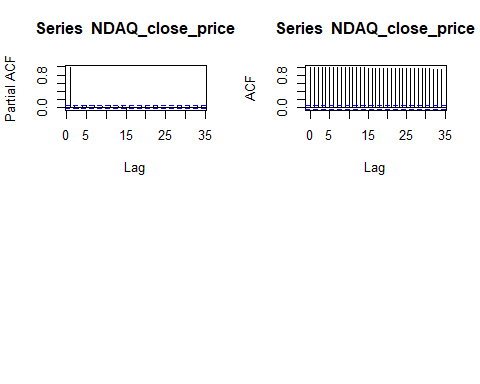 Series NDAQ_close_price
Partial ACF
0.0 0.8
0 5 15 25 35
Lag
Series NDAQ_close_price
ACF
0.0 0.8
0 5 15 25 35
Lag